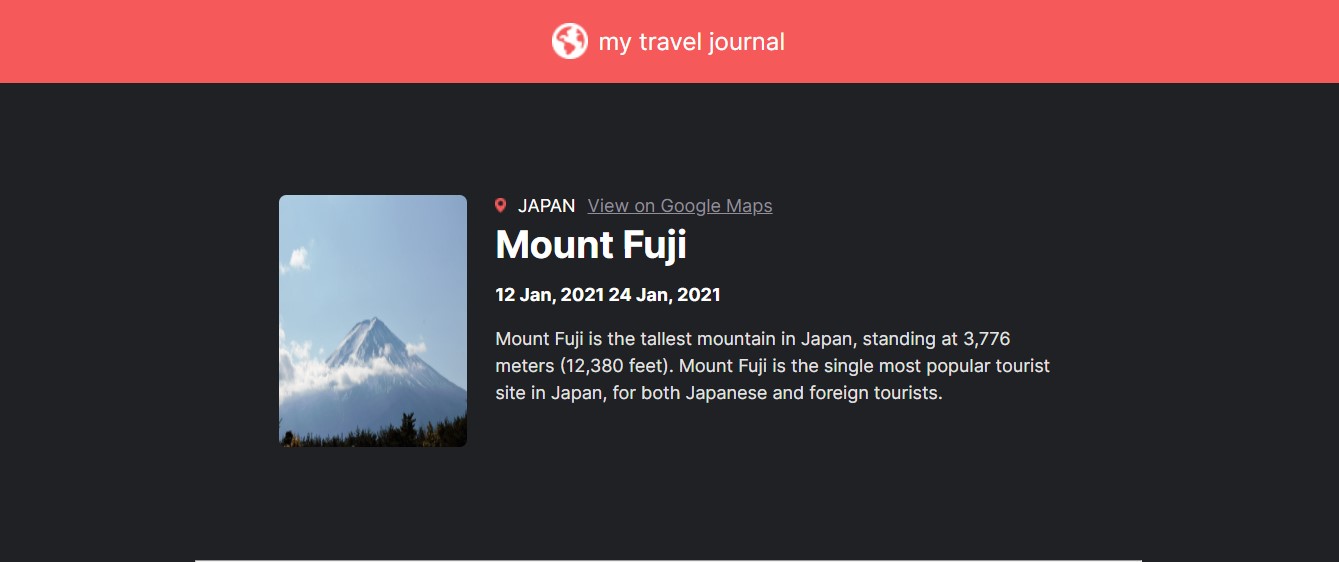 my travel journal
JAPAN View on Google Maps
Mount Fuji
12 Jan, 2021 24 Jan, 2021
Mount Fuji is the tallest mountain in Japan, standing at 3,776
meters (12,380 feet). Mount Fuji is the single most popular tourist
site in Japan, for both Japanese and foreign tourists.